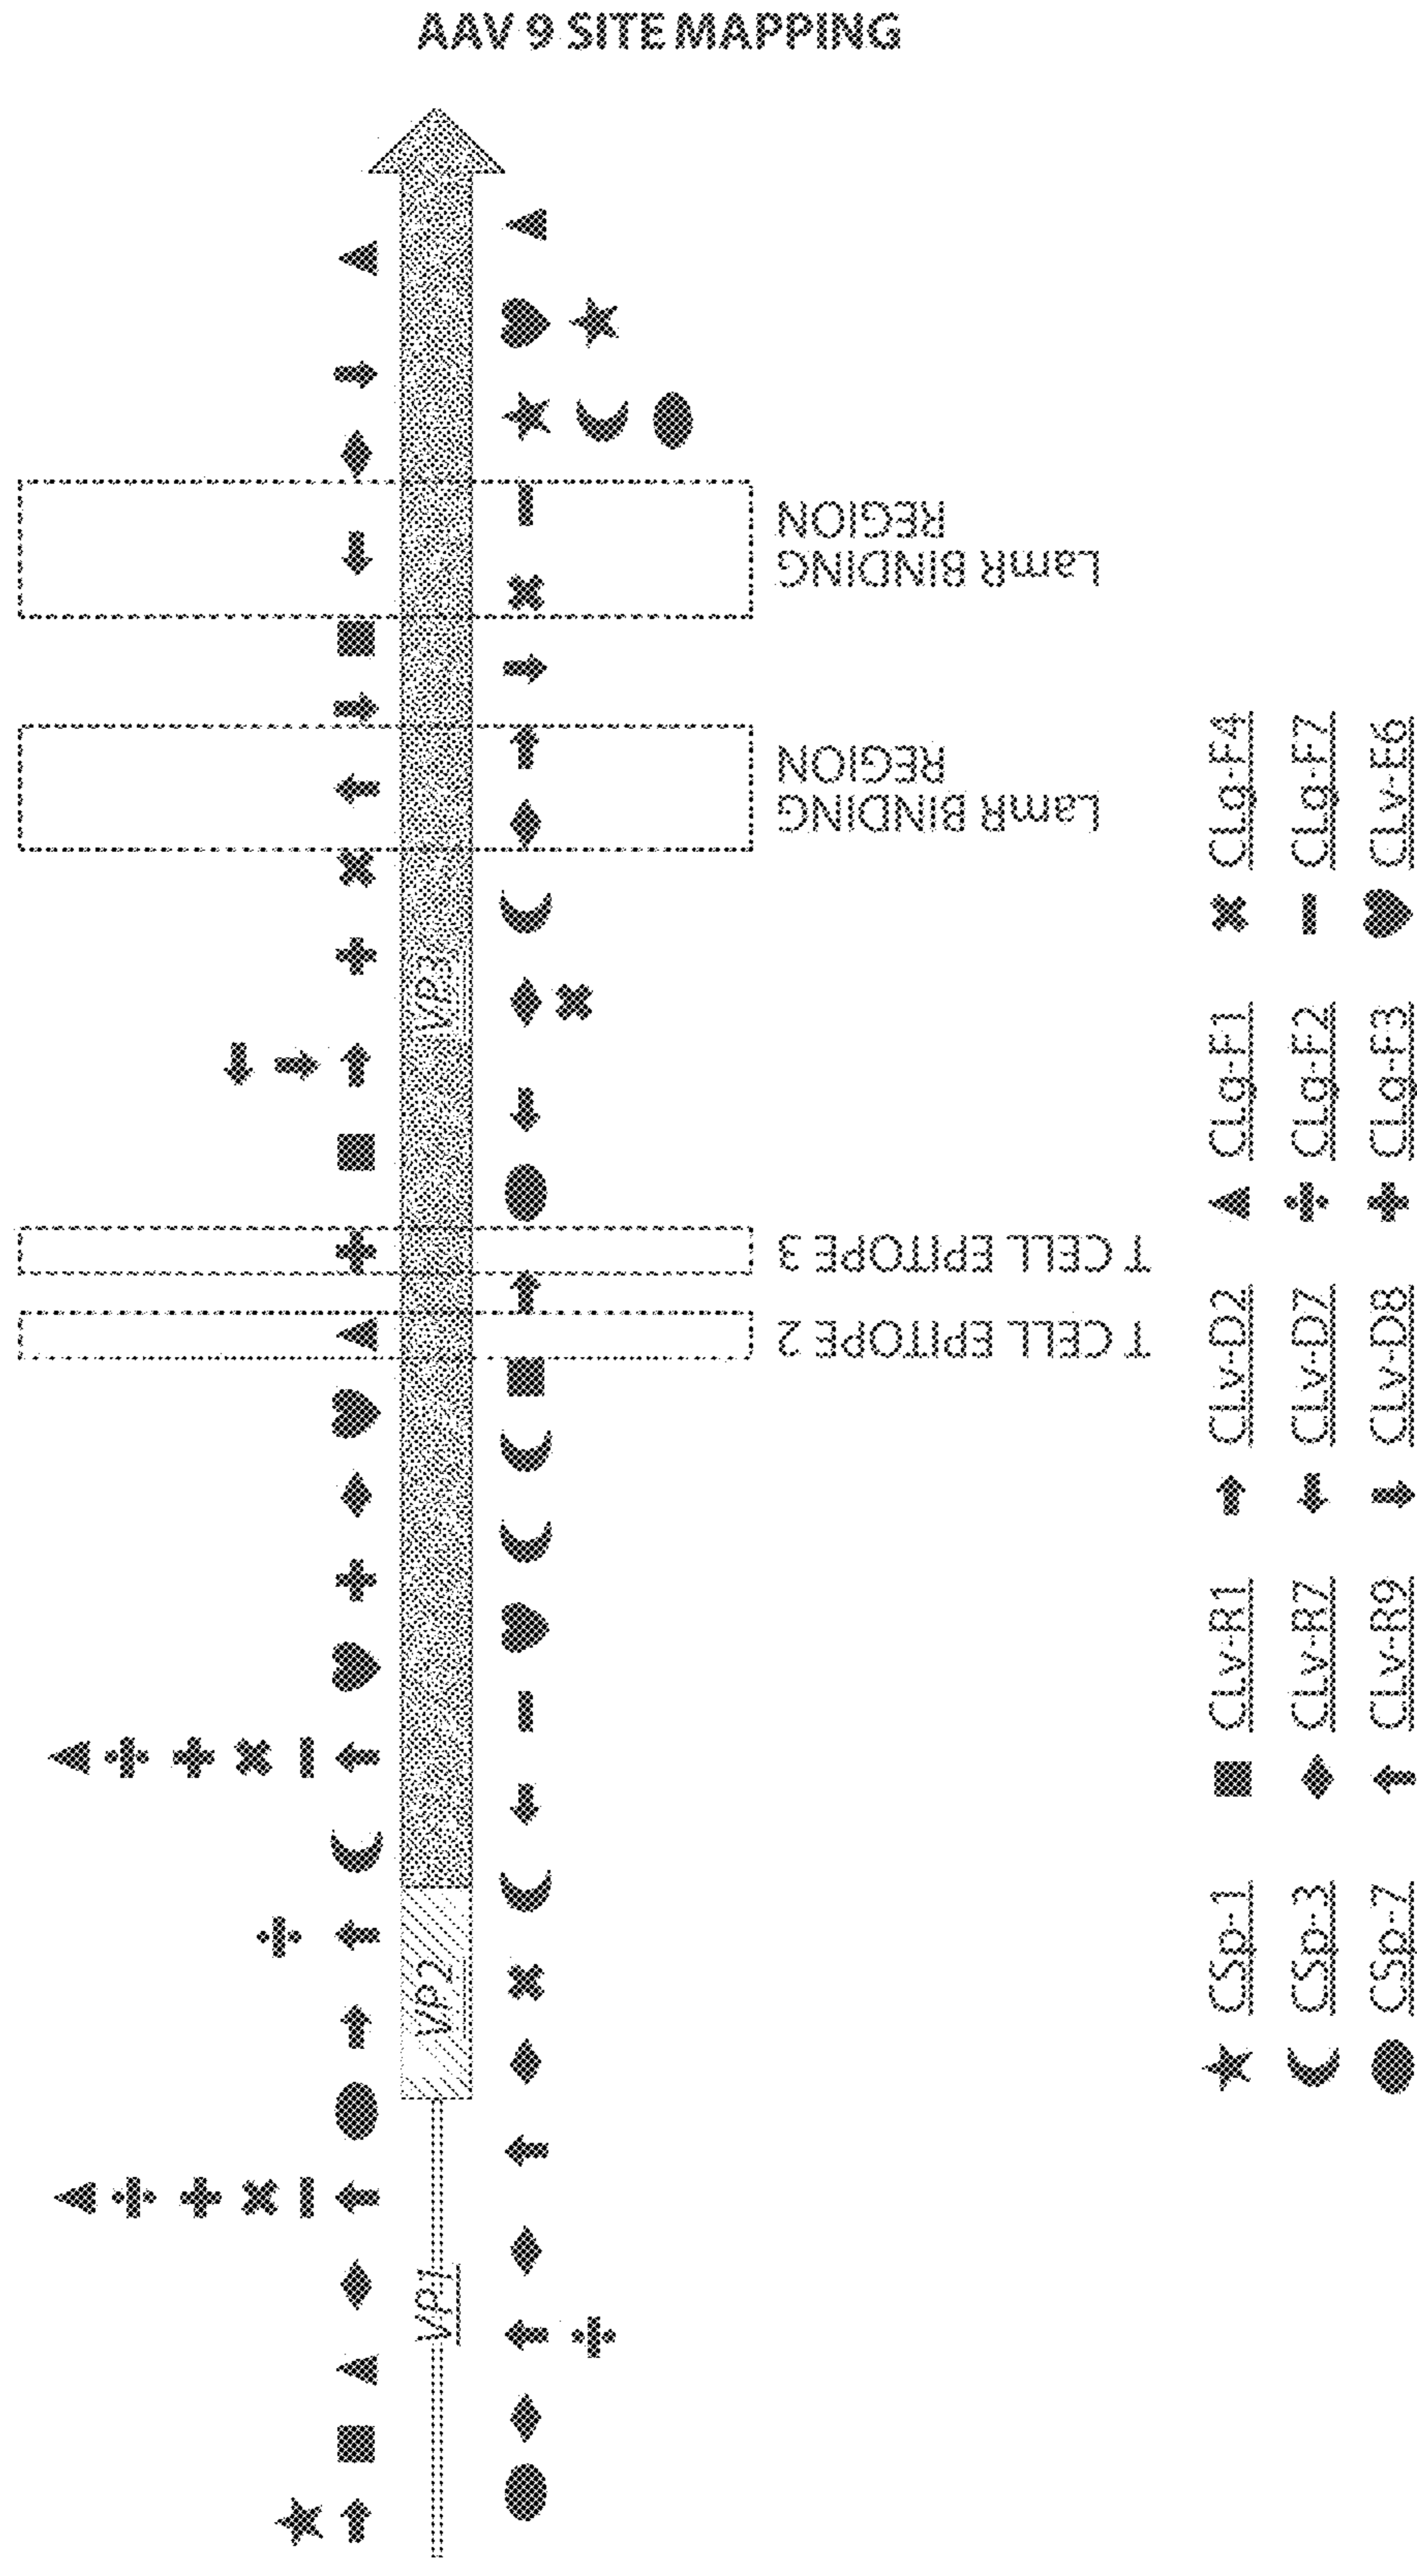 AAV 9 SITE MAPPING
VP1
VP2
VP3
T CELL EPITOPE 2
T CELL EPITOPE 3
LamR BINDING
REGION
LamR BINDING
REGION
CSp-1
CLv-R1
CLv-D2
CLg-F1
CLg-F4
CSp-3
CLv-R7
CLv-D7
CLg-F2
CLg-F7
CSp-7
CLv-R9
CLv-D8
CLg-F3
CLv-E6